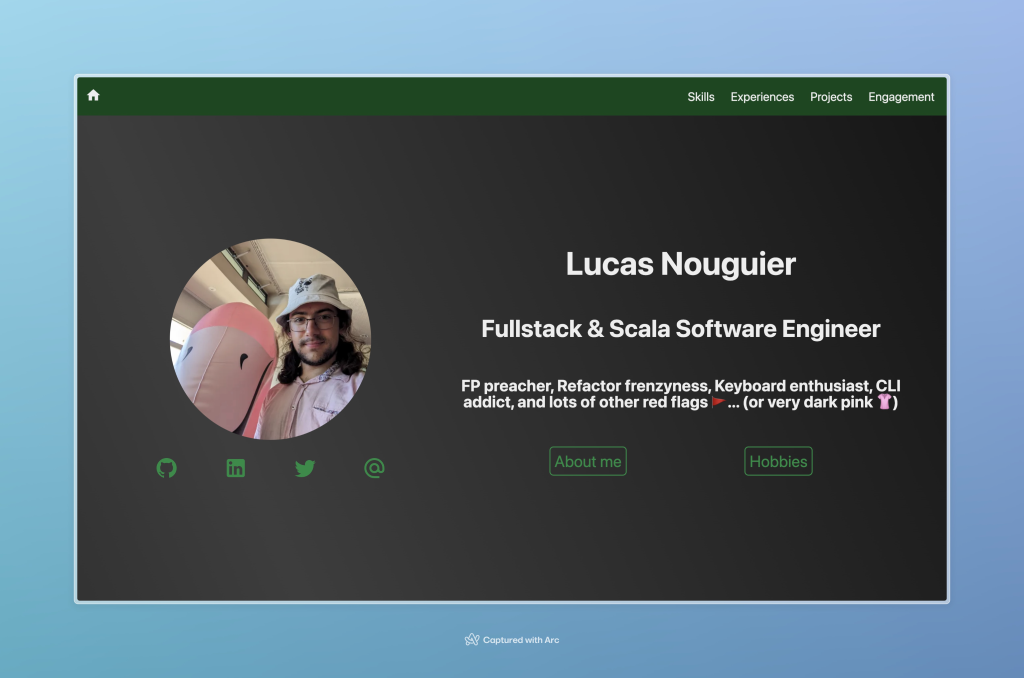 Skills Experiences Projects Engagement
Lucas Nouguier
Fullstack & Scala Software Engineer
FP preacher, Refactor frenzyness, Keyboard enthusiast, CLI
addict, and lots of other red flags 🚩... (or very dark pink 👚)
About me Hobbies
Captured with Arc